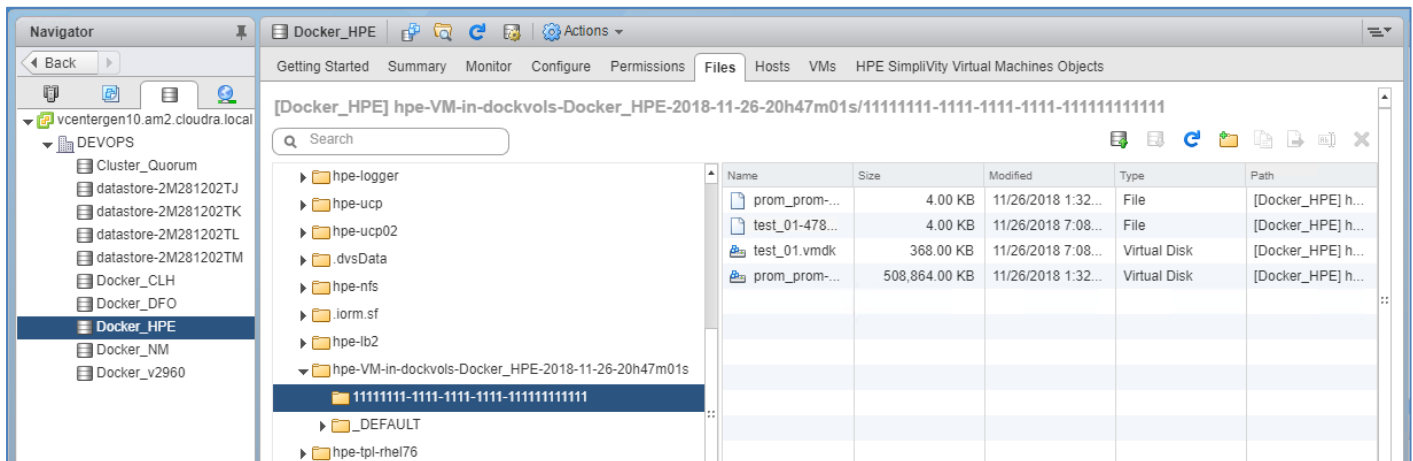 Navigator
Back
vcentergen10.am2.cloudra.local
DEVOPS
Cluster_Quorum
datastore-2M281202TJ
datastore-2M281202TK
datastore-2M281202TL
datastore-2M281202TM
Docker_CLH
Docker_DFO
Docker_HPE
Docker_NM
Docker_v2960
Docker_HPE Actions
Getting Started Summary Monitor Configure Permissions Files Hosts VMs HPE SimpliVity Virtual Machines Objects
[Docker_HPE] hpe-VM-in-dockvols-Docker_HPE-2018-11-26-20h47m01s/11111111-1111-1111-1111-111111111111
Search
hpe-logger
hpe-ucp
hpe-ucp02
.dvsData
hpe-nfs
.iorm.sf
hpe-lb2
hpe-VM-in-dockvols-Docker_HPE-2018-11-26-20h47m01s
11111111-1111-1111-1111-111111111111
_DEFAULT
hpe-tpl-rhel76
Name Size Modified Type Path
prom_prom-... 4.00 KB 11/26/2018 1:32... File [Docker_HPE] h...
test_01-478... 4.00 KB 11/26/2018 7:08... File [Docker_HPE] h...
test_01.vmdk 368.00 KB 11/26/2018 7:08... Virtual Disk [Docker_HPE] h...
prom_prom-... 508,864.00 KB 11/26/2018 1:32... Virtual Disk [Docker_HPE] h...